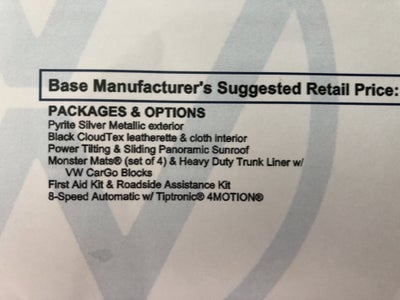 Base Manufacturer's Suggested Retail Price:
PACKAGES & OPTIONS
Pyrite Silver Metallic exterior
Black CloudTex leatherette & cloth interior
Power Tilting & Sliding Panoramic Sunroof
Monster Mats® (set of 4) & Heavy Duty Trunk Liner w/
VW CarGo Blocks
First Aid Kit & Roadside Assistance Kit
8-Speed Automatic w/ Tiptronic® 4MOTION®